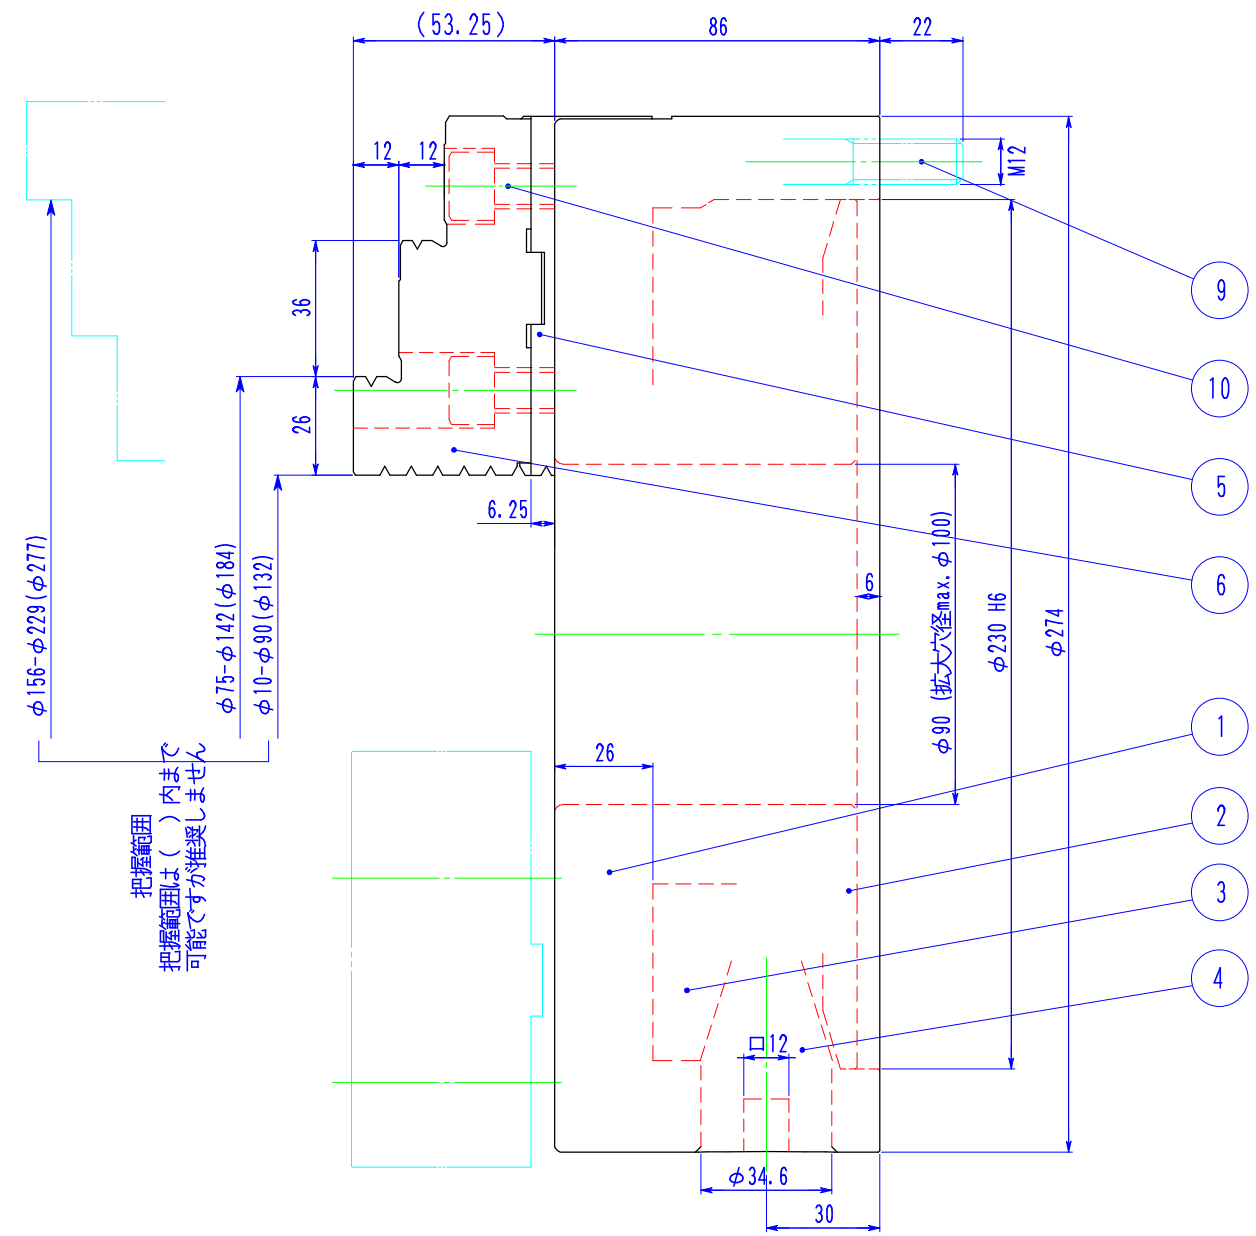 (53.25)
86
22
12
12
M12
36
26
6.25
6
9
10
5
6
1
2
3
4
φ156-φ229(φ277)
φ75-φ142(φ184)
φ10-φ90(φ132)
φ90 (拡大穴径max. φ100)
φ230 H6
φ274
把握範囲
把握範囲は( )内まで
可能ですが推奨しません
26
口12
φ34.6
30